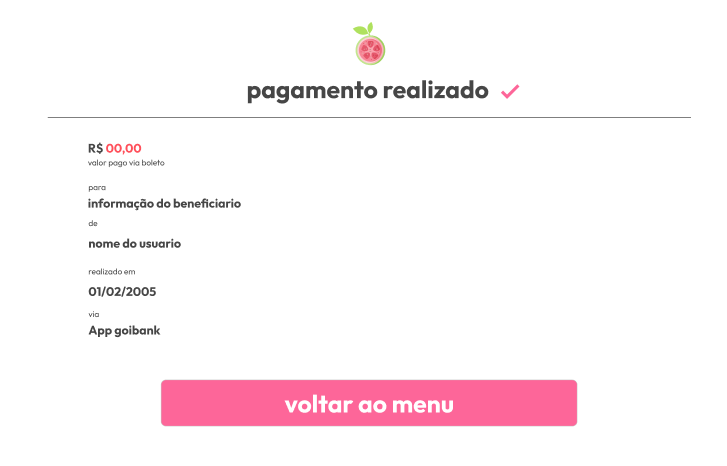 pagamento realizado
R$ 00,00
valor pago via boleto
para
informação do beneficiario
de
nome do usuario
realizado em
01/02/2005
via
App goibank
voltar ao menu